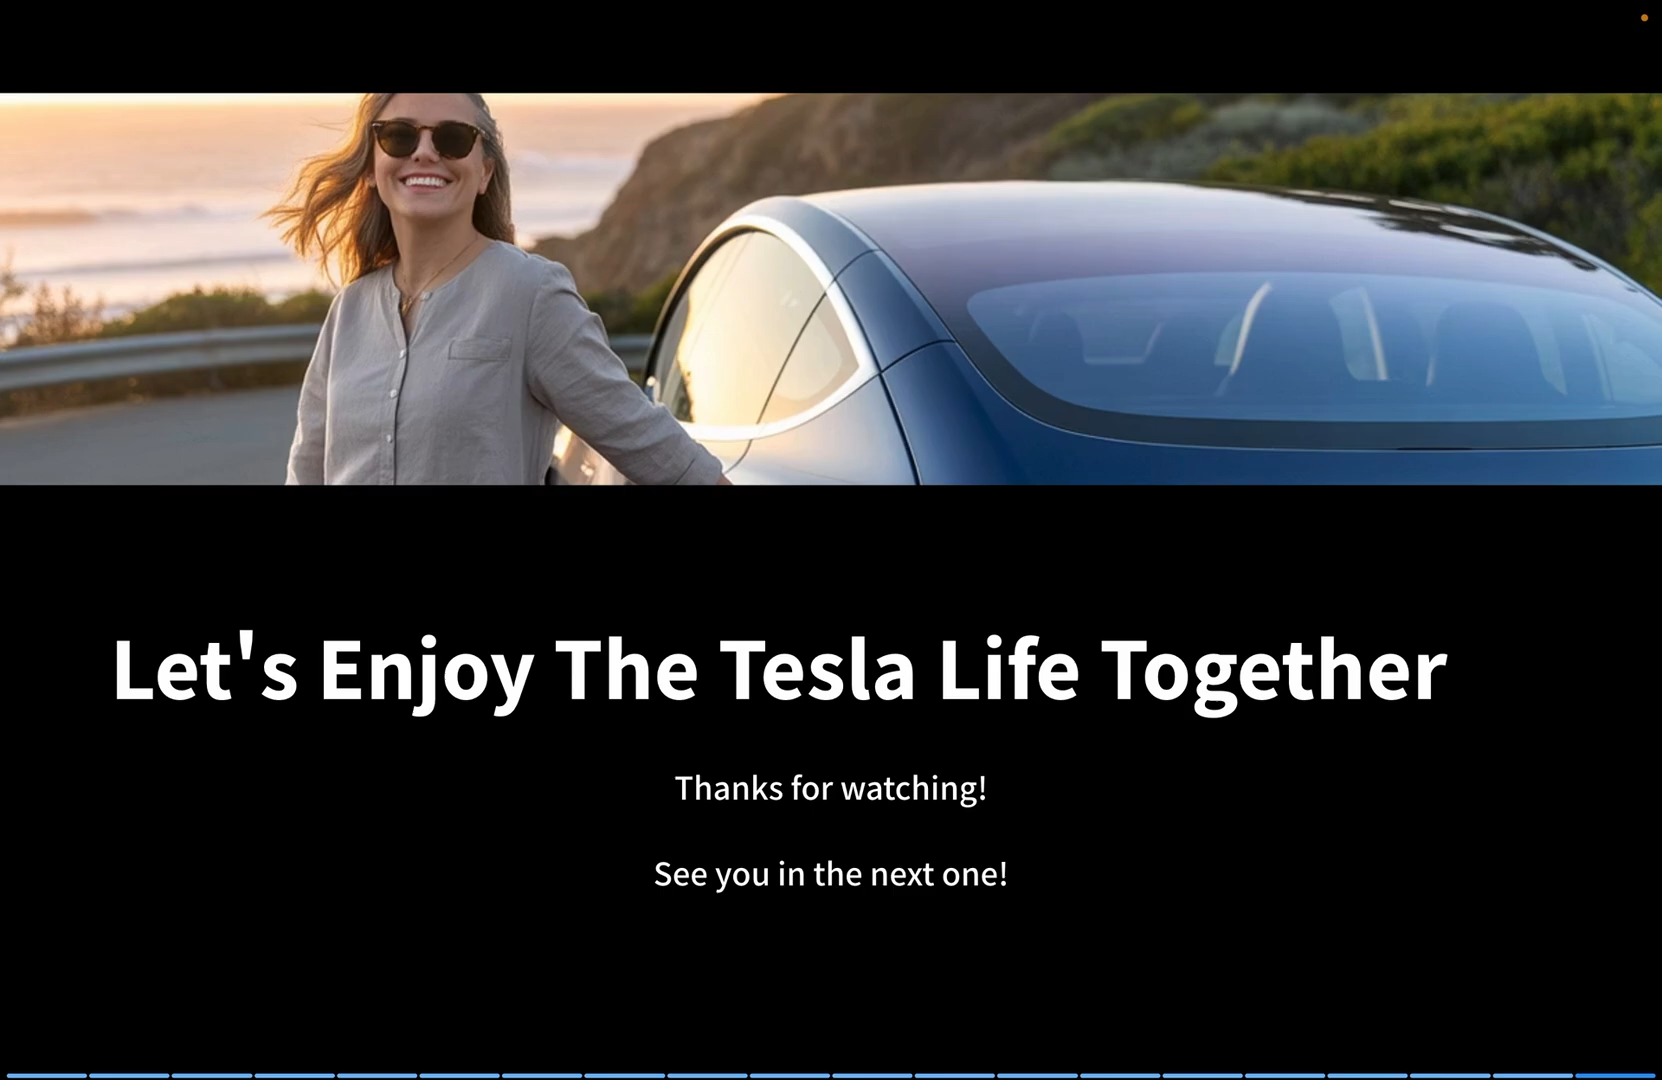 Let's Enjoy The Tesla Life Together
Thanks for watching!
See you in the next one!